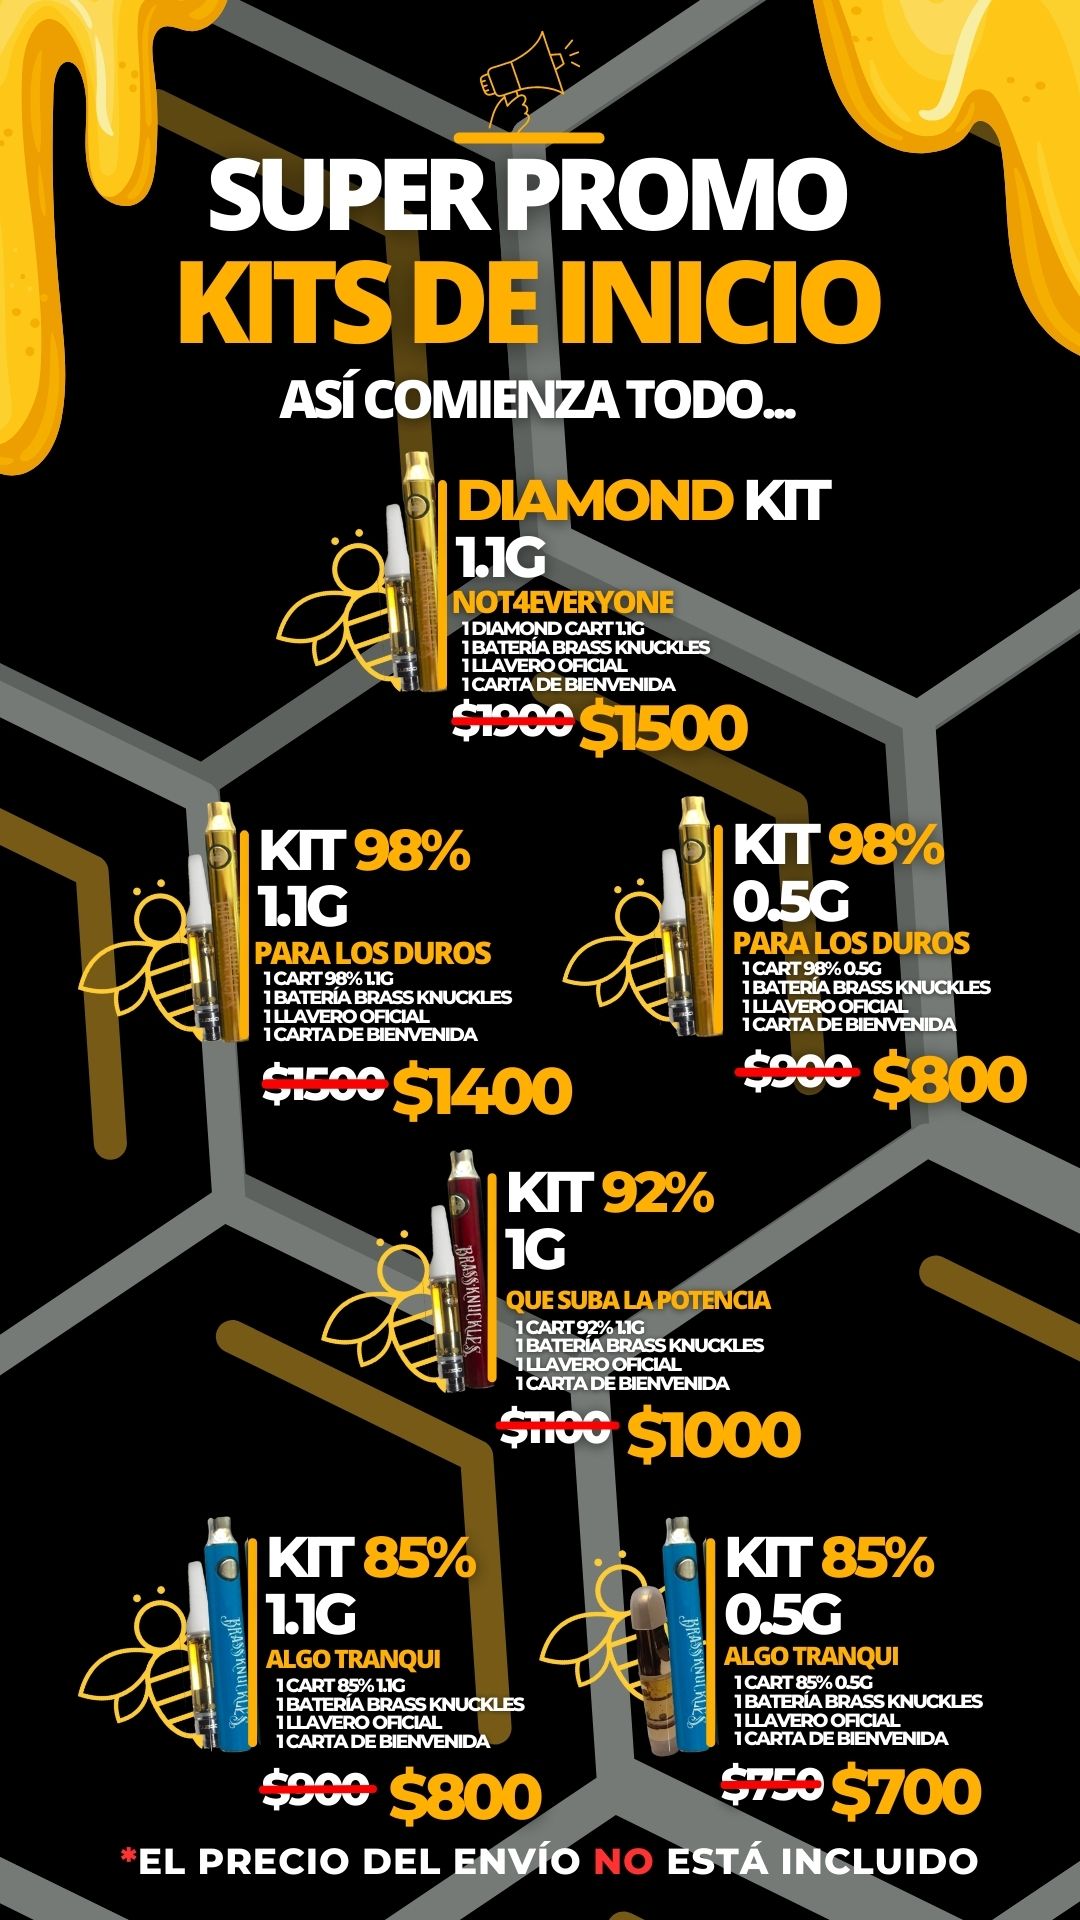 SUPER PROMO
KITS DE INICIO
ASÍ COMIENZA TODO...
DIAMOND KIT
1.1G
NOT4EVERYONE
1 DIAMOND CART 1.1G
1 BATERÍA BRASS KNUCKLES
1 LLAVERO OFICIAL
1 CARTA DE BIENVENIDA
$1900 $1500
KIT 98%
1.1G
PARA LOS DUROS
1 CART 98% 1.1G
1 BATERÍA BRASS KNUCKLES
1 LLAVERO OFICIAL
1 CARTA DE BIENVENIDA
$1500 $1400
KIT 98%
0.5G
PARA LOS DUROS
1 CART 98% 0.5G
1 BATERÍA BRASS KNUCKLES
1 LLAVERO OFICIAL
1 CARTA DE BIENVENIDA
$900 $800
BRASS KNUCKLES
KIT 92%
1G
QUE SUBA LA POTENCIA
1 CART 92% 1.1G
1 BATERÍA BRASS KNUCKLES
1 LLAVERO OFICIAL
1 CARTA DE BIENVENIDA
$1100 $1000
BRASS KNUCKLES
KIT 85%
1.1G
ALGO TRANQUI
1 CART 85% 1.1G
1 BATERÍA BRASS KNUCKLES
1 LLAVERO OFICIAL
1 CARTA DE BIENVENIDA
$900 $800
BRASS KNUCKLES
KIT 85%
0.5G
ALGO TRANQUI
1 CART 85% 0.5G
1 BATERÍA BRASS KNUCKLES
1 LLAVERO OFICIAL
1 CARTA DE BIENVENIDA
$750 $700
*EL PRECIO DEL ENVÍO NO ESTÁ INCLUIDO